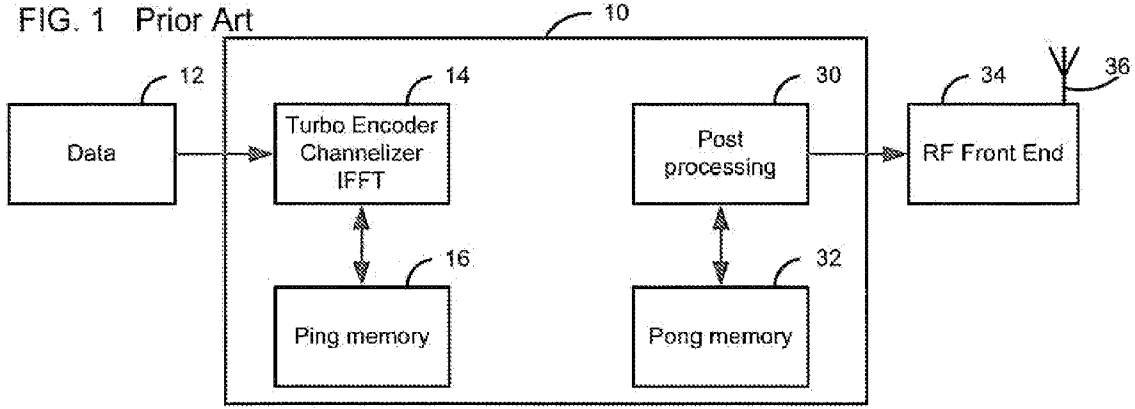 FIG. 1 Prior Art
10
12
14
30
34
36
Data
Turbo Encoder
Channelizer
IFFT
Post
processing
RF Front End
16
32
Ping memory
Pong memory